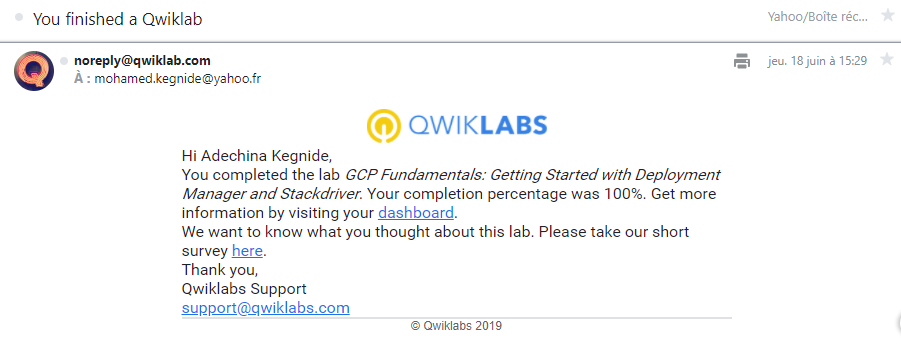 You finished a Qwiklab
Yahoo/Boîte réc...
noreply@qwiklab.com
jeu. 18 juin à 15:29
À : mohamed.kegnide@yahoo.fr
QWIKLABS
Hi Adechina Kegnide,
You completed the lab GCP Fundamentals: Getting Started with Deployment
Manager and Stackdriver. Your completion percentage was 100%. Get more
information by visiting your dashboard.
We want to know what you thought about this lab. Please take our short
survey here.
Thank you,
Qwiklabs Support
support@qwiklabs.com
© Qwiklabs 2019